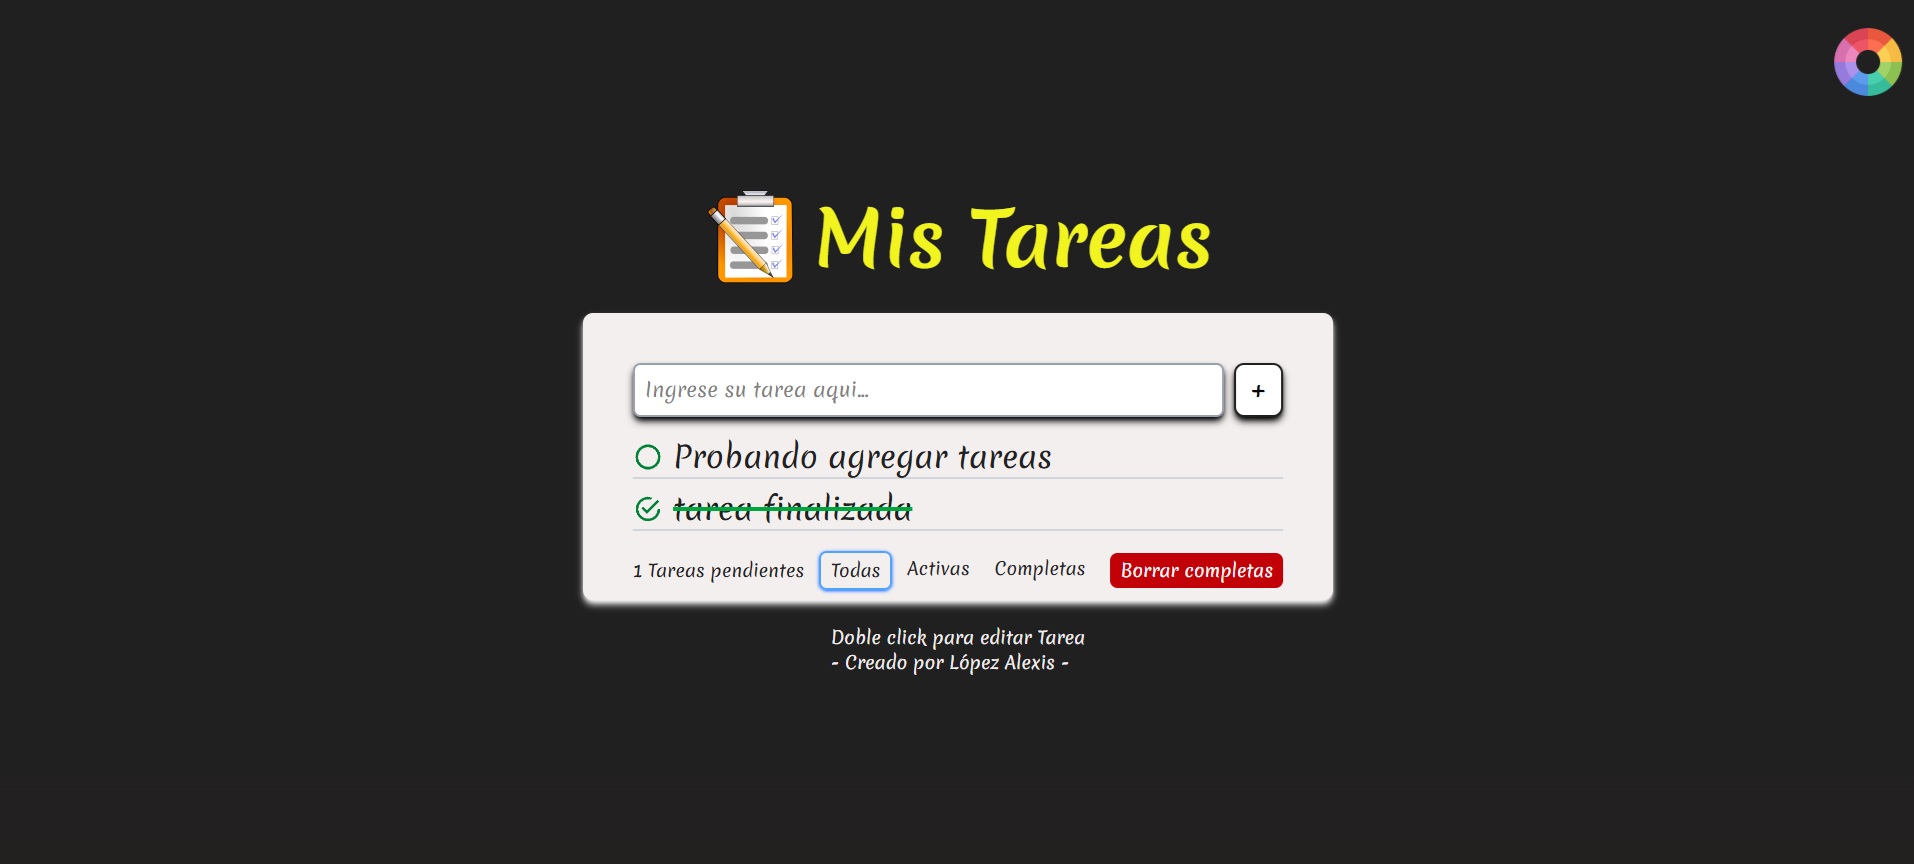 Mis Tareas
Ingrese su tarea aqui...
+
Probando agregar tareas
tarea finalizada
1 Tareas pendientes Todas Activas Completas Borrar completas
Doble click para editar Tarea
- Creado por López Alexis -